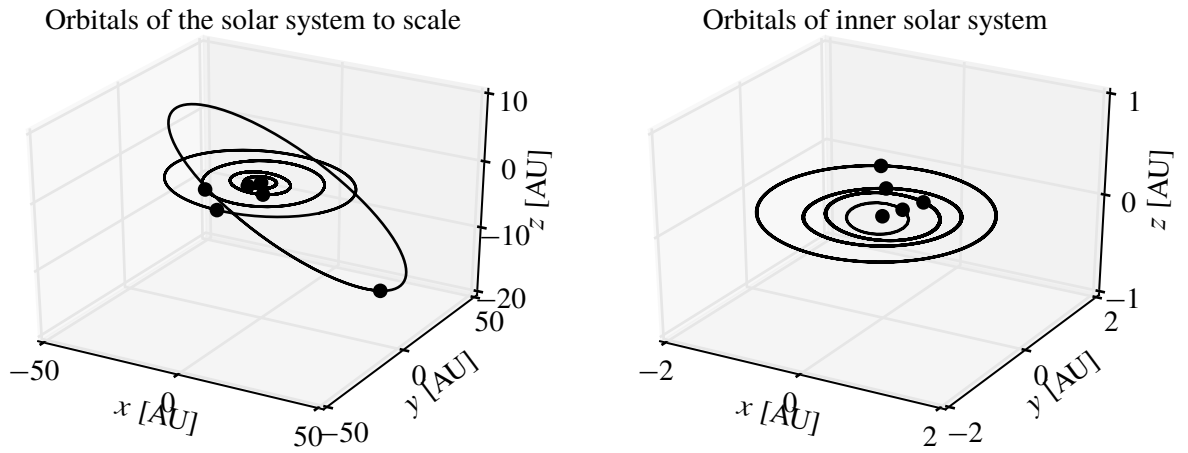 Orbitals of the solar system to scale
10
0
−10
−20
z [AU]
50
0
−50
y [AU]
−50
0
50
x [AU]
Orbitals of inner solar system
1
0
−1
z [AU]
2
0
−2
y [AU]
−2
0
2
x [AU]